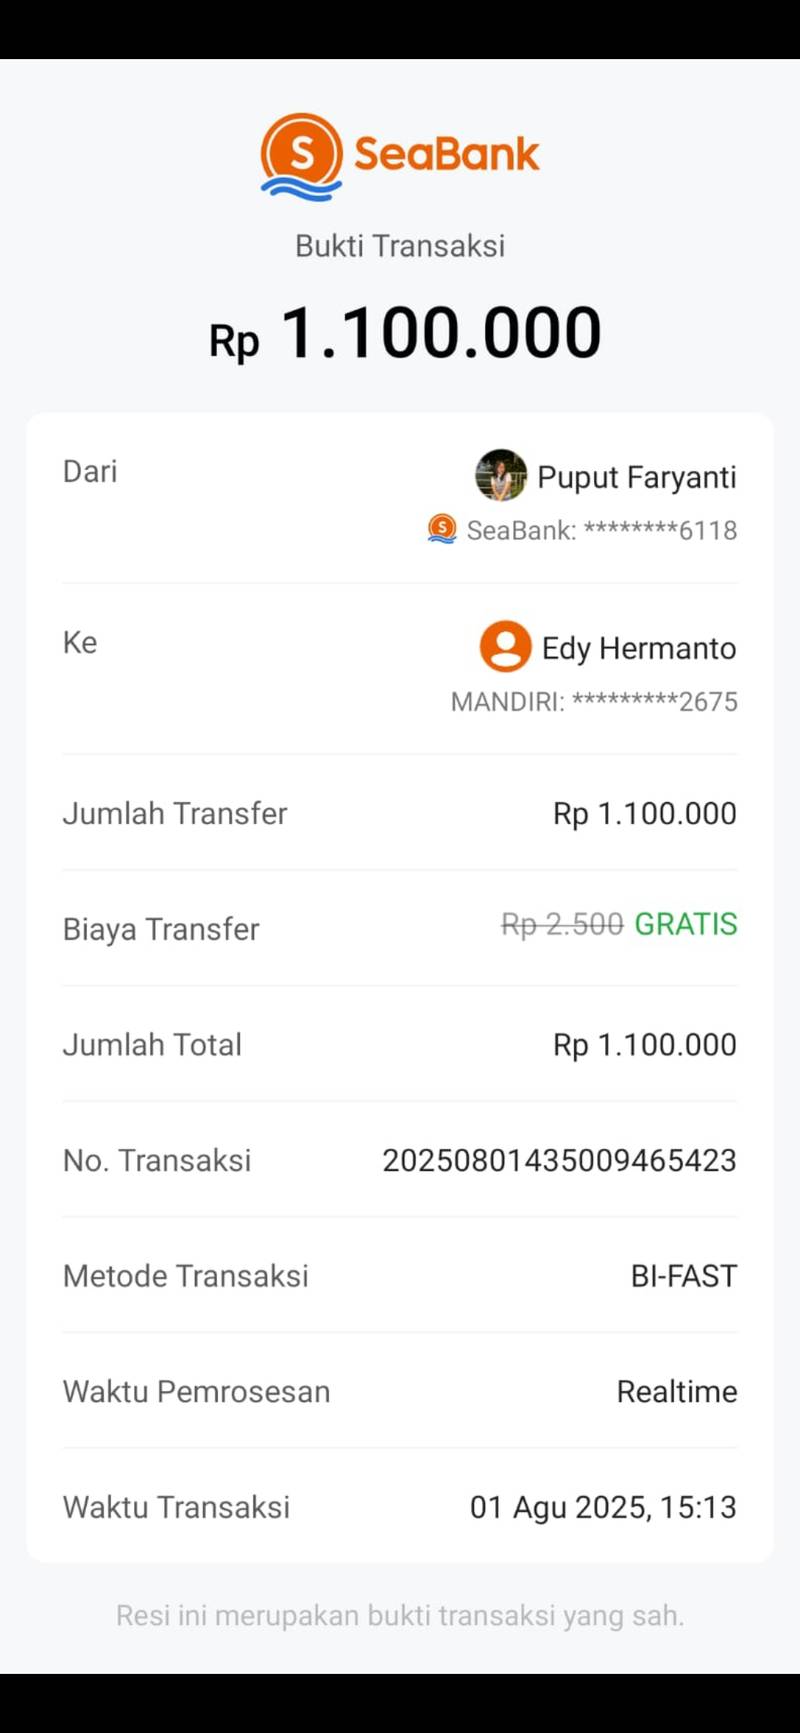 SeaBank
Bukti Transaksi
Rp 1.100.000
Dari
Puput Faryanti
SeaBank: ********6118
Ke
Edy Hermanto
MANDIRI: *********2675
Jumlah Transfer Rp 1.100.000
Biaya Transfer Rp 2.500 GRATIS
Jumlah Total Rp 1.100.000
No. Transaksi 20250801435009465423
Metode Transaksi BI-FAST
Waktu Pemrosesan Realtime
Waktu Transaksi 01 Agu 2025, 15:13
Resi ini merupakan bukti transaksi yang sah.